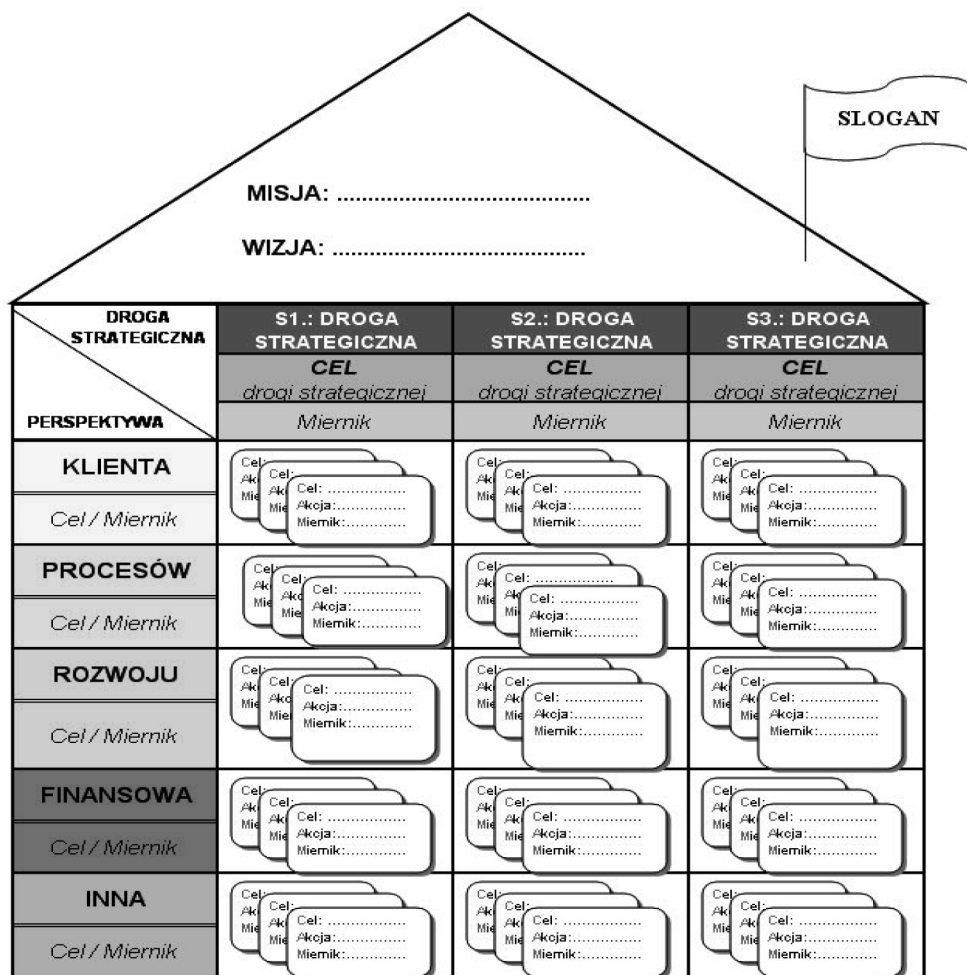 SLOGAN
MISJA: ......................................
WIZJA: ......................................
DROGA
STRATEGICZNA
PERSPEKTYWA
S1.: DROGA
STRATEGICZNA
S2.: DROGA
STRATEGICZNA
S3.: DROGA
STRATEGICZNA
CEL
drogi strategicznej
CEL
drogi strategicznej
CEL
drogi strategicznej
Miernik
Miernik
Miernik
KLIENTA
Cel / Miernik
Cel: ................
Akcja:...............
Miernik:.............
Cel: ................
Akcja:...............
Miernik:.............
Cel: ................
Akcja:...............
Miernik:.............
PROCESÓW
Cel / Miernik
Cel: ................
Akcja:...............
Miernik:.............
Cel: ................
Akcja:...............
Miernik:.............
Cel: ................
Akcja:...............
Miernik:.............
ROZWOJU
Cel / Miernik
Cel: ................
Akcja:...............
Miernik:.............
Cel: ................
Akcja:...............
Miernik:.............
Cel: ................
Akcja:...............
Miernik:.............
FINANSOWA
Cel / Miernik
Cel: ................
Akcja:...............
Miernik:.............
Cel: ................
Akcja:...............
Miernik:.............
Cel: ................
Akcja:...............
Miernik:.............
INNA
Cel / Miernik
Cel: ................
Akcja:...............
Miernik:.............
Cel: ................
Akcja:...............
Miernik:.............
Cel: ................
Akcja:...............
Miernik:.............